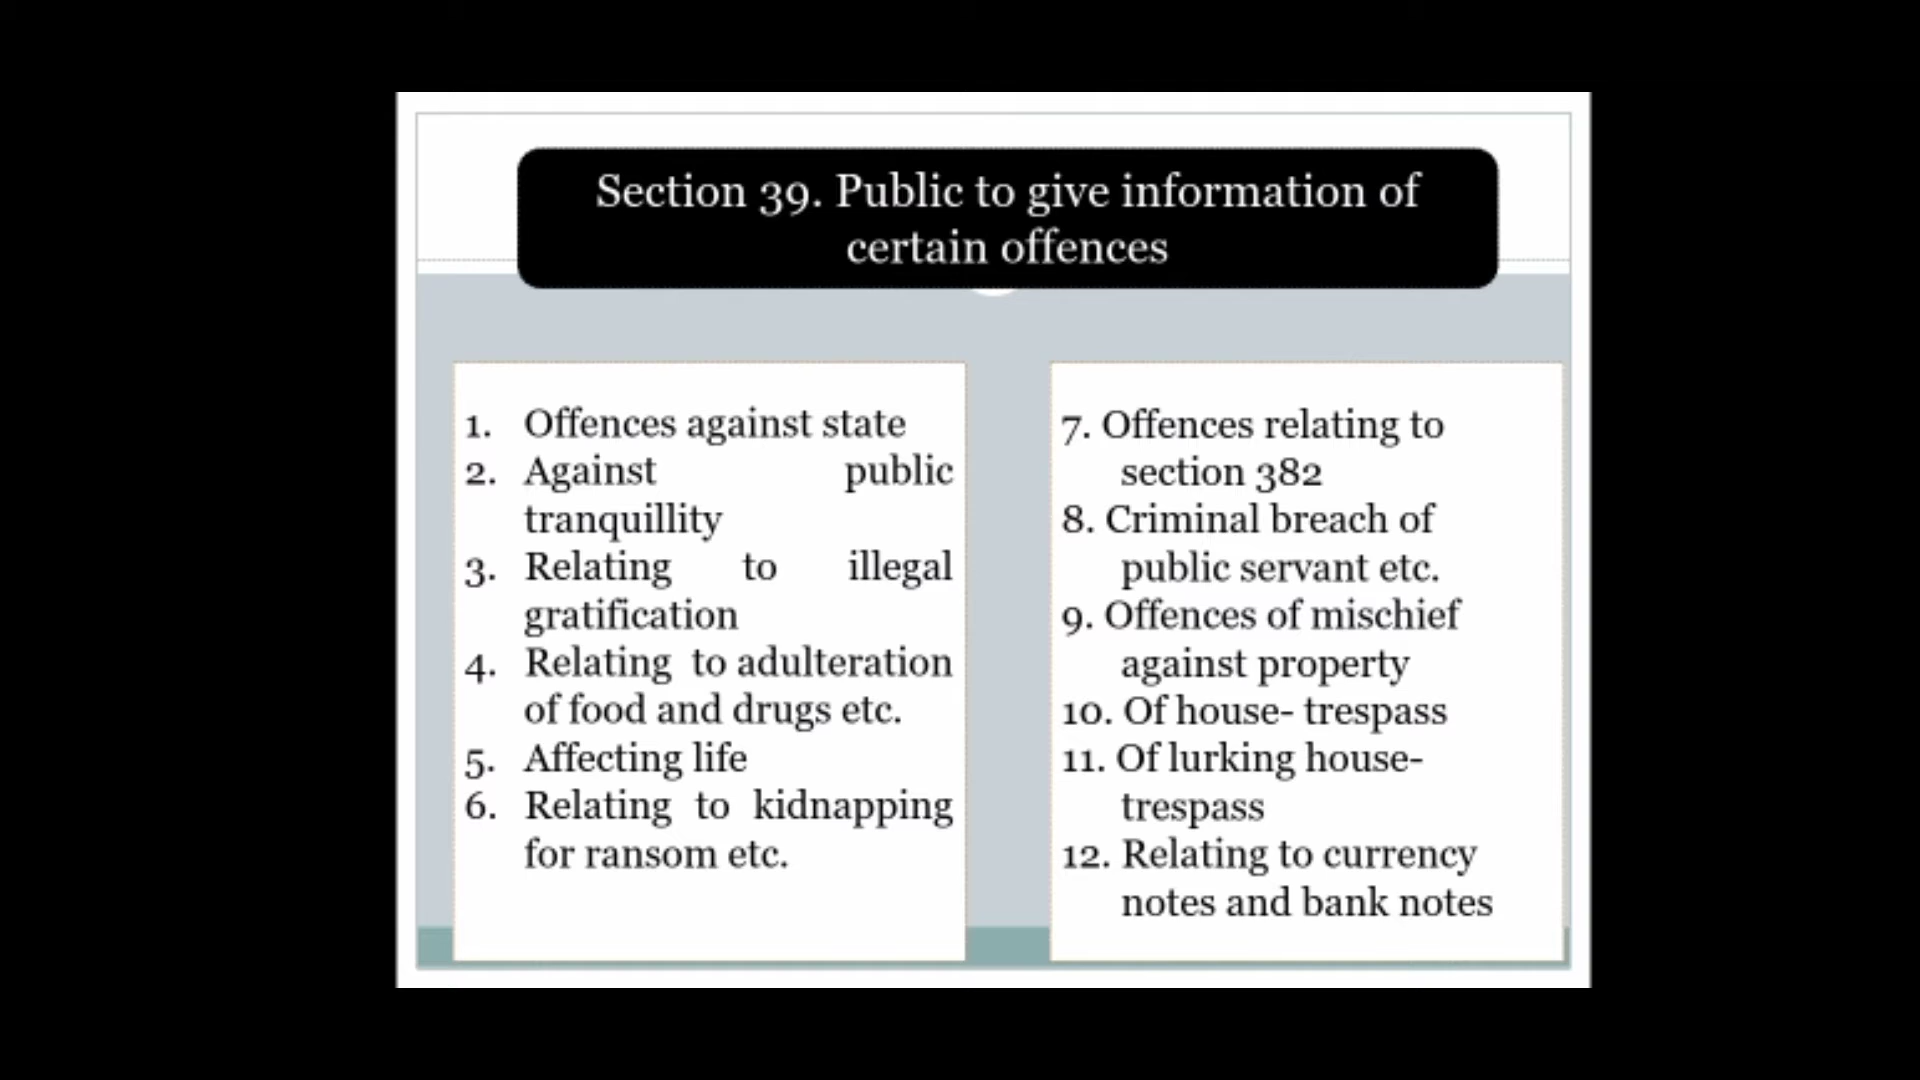 Section 39. Public to give information of
certain offences
1. Offences against state
2. Against public
tranquillity
3. Relating to illegal
gratification
4. Relating to adulteration
of food and drugs etc.
5. Affecting life
6. Relating to kidnapping
for ransom etc.
7. Offences relating to
section 382
8. Criminal breach of
public servant etc.
9. Offences of mischief
against property
10. Of house- trespass
11. Of lurking house-
trespass
12. Relating to currency
notes and bank notes